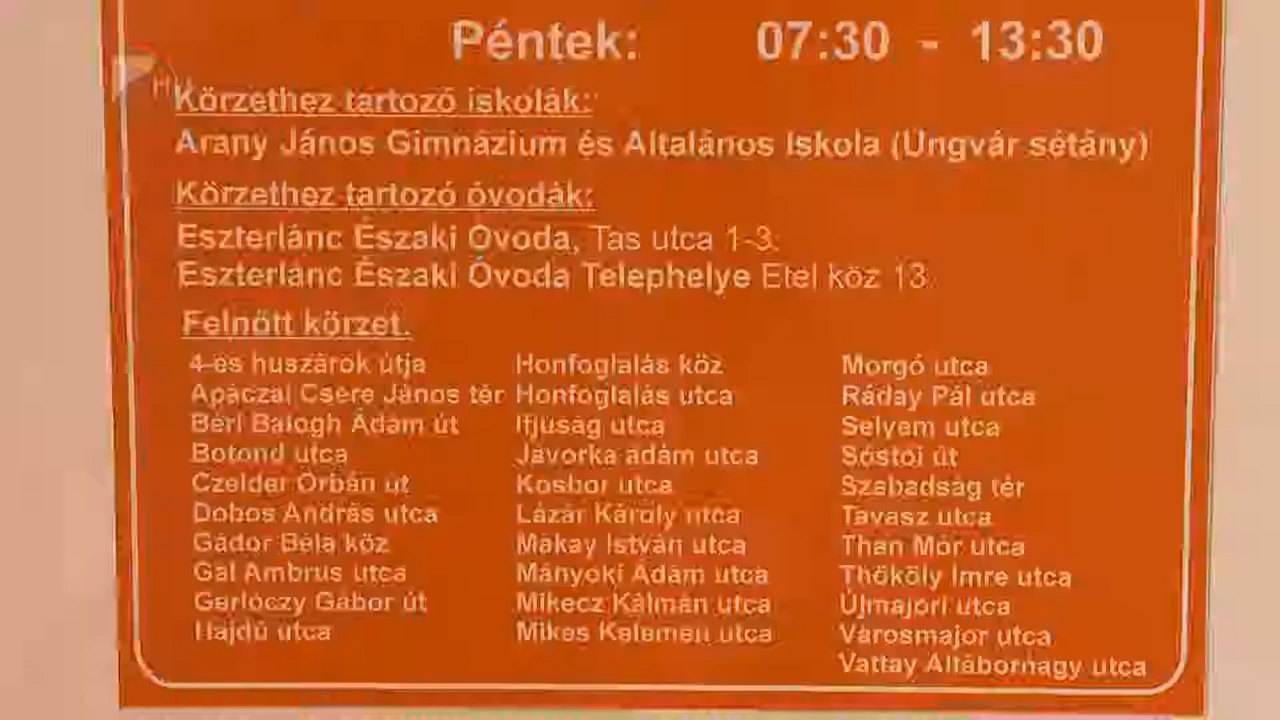 Péntek: 07:30 - 13:30
Körzethez tartozó iskolák:
Arany János Gimnázium és Általános Iskola (Ungvár sétány)
Körzethez tartozó óvodák:
Eszterlánc Északi Óvoda, Tas utca 1-3.
Eszterlánc Északi Óvoda Telephelye Etel köz 13.
Felnőtt körzet.
4-es huszárok útja Honfoglalás köz Morgó utca
Apáczai Csere János tér Honfoglalás utca Ráday Pál utca
Béri Balogh Ádám út Ifjúság utca Selyem utca
Botond utca Jávorka ádám utca Sóstói út
Czelder Orbán út Kosbor utca Szabadság tér
Dobos András utca Lázár Károly utca Tavasz utca
Gádor Béla köz Makay István utca Than Mór utca
Gál Ambrus utca Mányoki Ádám utca Thököly Imre utca
Gerlóczy Gábor út Mikecz Kálmán utca Újmajori utca
Hajdú utca Mikes Kelemen utca Városmajor utca
Vattay Altábornagy utca